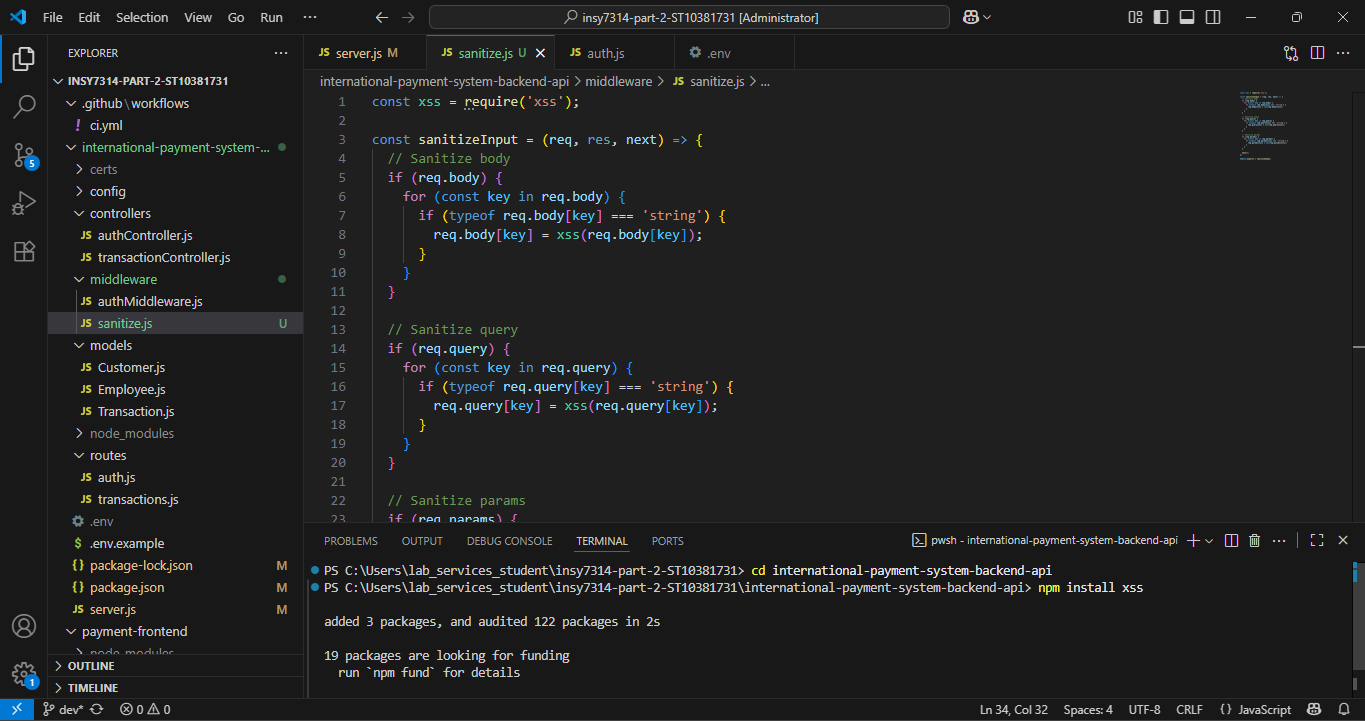 File Edit Selection View Go Run ··· insy7314-part-2-ST10381731 [Administrator]
EXPLORER ···
INSY7314-PART-2-ST10381731
.github\workflows
! ci.yml
international-payment-system-...
certs
config
controllers
JS authController.js
JS transactionController.js
middleware
JS authMiddleware.js
JS sanitize.js U
models
JS Customer.js
JS Employee.js
JS Transaction.js
node_modules
routes
JS auth.js
JS transactions.js
.env
$ .env.example
{} package-lock.json M
{} package.json M
JS server.js M
payment-frontend
node_modules
OUTLINE
TIMELINE
5
1
JS server.js M JS sanitize.js U JS auth.js .env
international-payment-system-backend-api > middleware > JS sanitize.js > ...
1 const xss = require('xss');
2
3 const sanitizeInput = (req, res, next) => {
4 // Sanitize body
5 if (req.body) {
6 for (const key in req.body) {
7 if (typeof req.body[key] === 'string') {
8 req.body[key] = xss(req.body[key]);
9 }
10 }
11 }
12
13 // Sanitize query
14 if (req.query) {
15 for (const key in req.query) {
16 if (typeof req.query[key] === 'string') {
17 req.query[key] = xss(req.query[key]);
18 }
19 }
20 }
21
22 // Sanitize params
23 if (req.params) {
PROBLEMS OUTPUT DEBUG CONSOLE TERMINAL PORTS pwsh - international-payment-system-backend-api
PS C:\Users\lab_services_student\insy7314-part-2-ST10381731> cd international-payment-system-backend-api
PS C:\Users\lab_services_student\insy7314-part-2-ST10381731\international-payment-system-backend-api> npm install xss
added 3 packages, and audited 122 packages in 2s
19 packages are looking for funding
run `npm fund` for details
dev* 0 0 Ln 34, Col 32 Spaces: 4 UTF-8 CRLF {} JavaScript